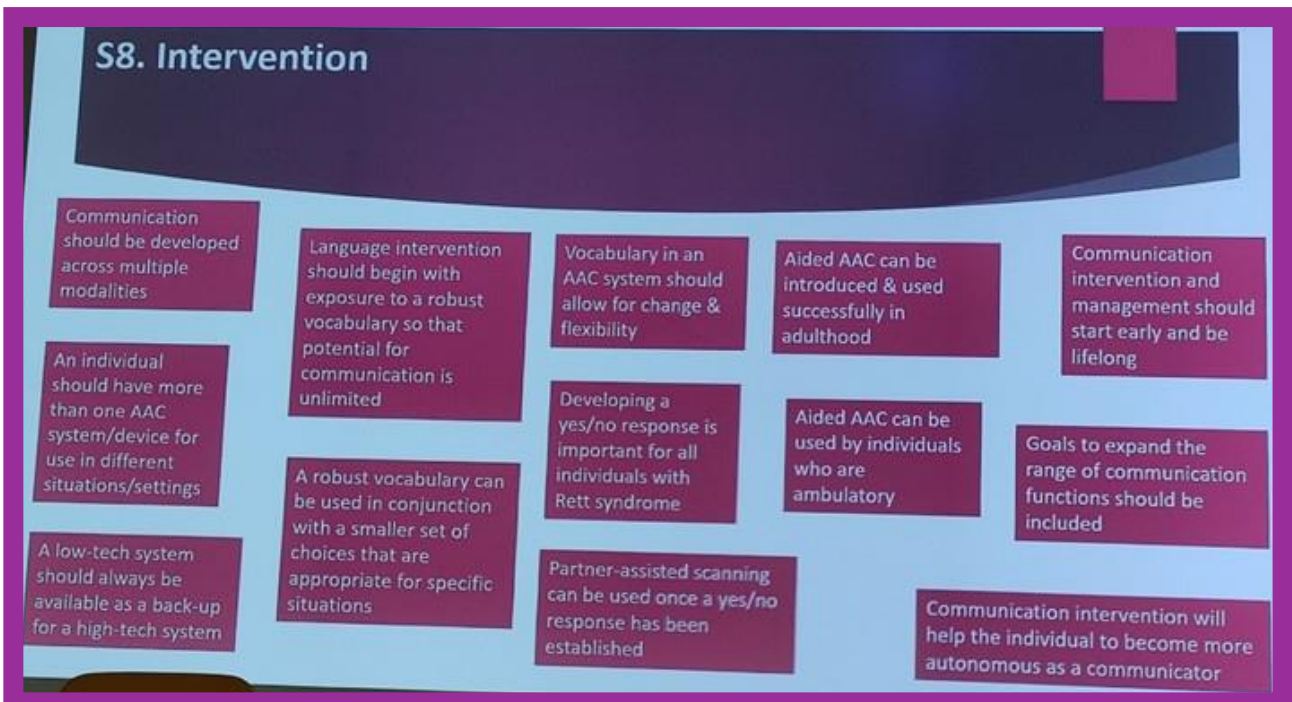 S8. Intervention
Communication
should be developed
across multiple
modalities
An individual
should have more
than one AAC
system/device for
use in different
situations/settings
A low-tech system
should always be
available as a back-up
for a high-tech system
Language intervention
should begin with
exposure to a robust
vocabulary so that
potential for
communication is
unlimited
A robust vocabulary can
be used in conjunction
with a smaller set of
choices that are
appropriate for specific
situations
Vocabulary in an
AAC system should
allow for change &
flexibility
Developing a
yes/no response is
important for all
individuals with
Rett syndrome
Partner-assisted scanning
can be used once a yes/no
response has been
established
Aided AAC can be
introduced & used
successfully in
adulthood
Aided AAC can be
used by individuals
who are
ambulatory
Communication
intervention and
management should
start early and be
lifelong
Goals to expand the
range of communication
functions should be
included
Communication intervention will
help the individual to become more
autonomous as a communicator